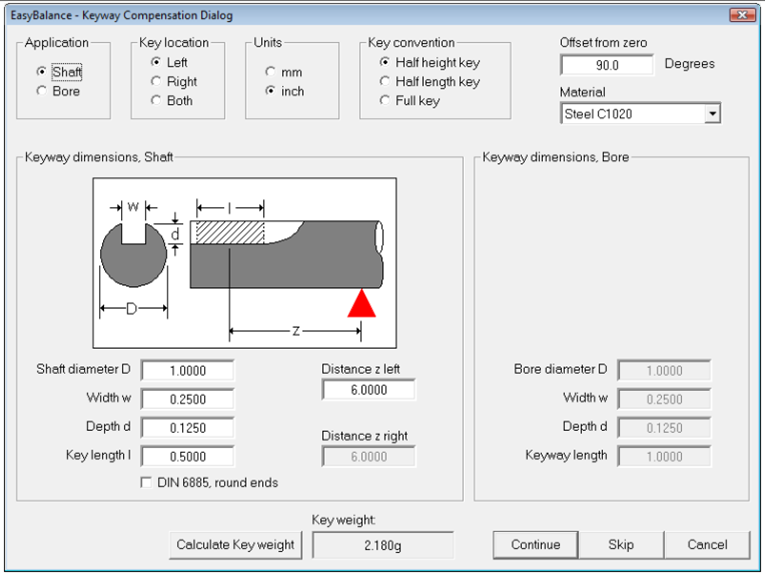 EasyBalance - Keyway Compensation Dialog
Application
Shaft
Bore
Key location
Left
Right
Both
Units
mm
inch
Key convention
Half height key
Half length key
Full key
Offset from zero
90.0 Degrees
Material
Steel C1020
Keyway dimensions, Shaft
w
d
D
l
z
Shaft diameter D 1.0000
Width w 0.2500
Depth d 0.1250
Key length l 0.5000
DIN 6885, round ends
Distance z left
6.0000
Distance z right
6.0000
Keyway dimensions, Bore
Bore diameter D 1.0000
Width w 0.2500
Depth d 0.1250
Keyway length 1.0000
Key weight:
Calculate Key weight 2.180g Continue Skip Cancel